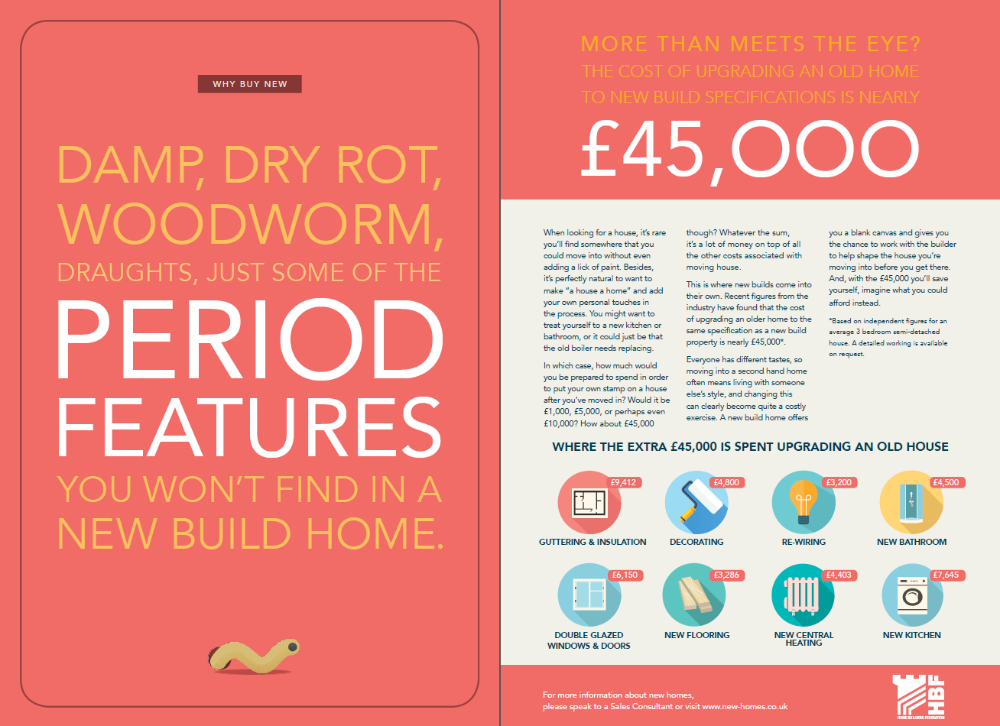 WHY BUY NEW
DAMP, DRY ROT,
WOODWORM,
DRAUGHTS, JUST SOME OF THE
PERIOD
FEATURES
YOU WON'T FIND IN A
NEW BUILD HOME.
MORE THAN MEETS THE EYE?
THE COST OF UPGRADING AN OLD HOME
TO NEW BUILD SPECIFICATIONS IS NEARLY
£45,000
When looking for a house, it's rare
you'll find somewhere that you
could move into without even
adding a lick of paint. Besides,
it's perfectly natural to want to
make "a house a home" and add
your own personal touches in
the process. You might want to
treat yourself to a new kitchen or
bathroom, or it could just be that
the old boiler needs replacing.
In which case, how much would
you be prepared to spend in order
to put your own stamp on a house
after you've moved in? Would it be
£1,000, £5,000, or perhaps even
£10,000? How about £45,000
though? Whatever the sum,
it's a lot of money on top of all
the other costs associated with
moving house.
This is where new builds come into
their own. Recent figures from the
industry have found that the cost
of upgrading an older home to the
same specification as a new build
property is nearly £45,000*.
Everyone has different tastes, so
moving into a second hand home
often means living with someone
else's style, and changing this
can clearly become quite a costly
exercise. A new build home offers
you a blank canvas and gives you
the chance to work with the builder
to help shape the house you're
moving into before you get there.
And, with the £45,000 you'll save
yourself, imagine what you could
afford instead.
*Based on independent figures for an
average 3 bedroom semi-detached
house. A detailed working is available
on request.
WHERE THE EXTRA £45,000 IS SPENT UPGRADING AN OLD HOUSE
£9,412
GUTTERING & INSULATION
£4,800
DECORATING
£3,200
RE-WIRING
£4,500
NEW BATHROOM
£6,150
DOUBLE GLAZED
WINDOWS & DOORS
£3,286
NEW FLOORING
£4,403
NEW CENTRAL
HEATING
£7,645
NEW KITCHEN
For more information about new homes,
please speak to a Sales Consultant or visit www.new-homes.co.uk
HBF
HOME BUILDERS FEDERATION